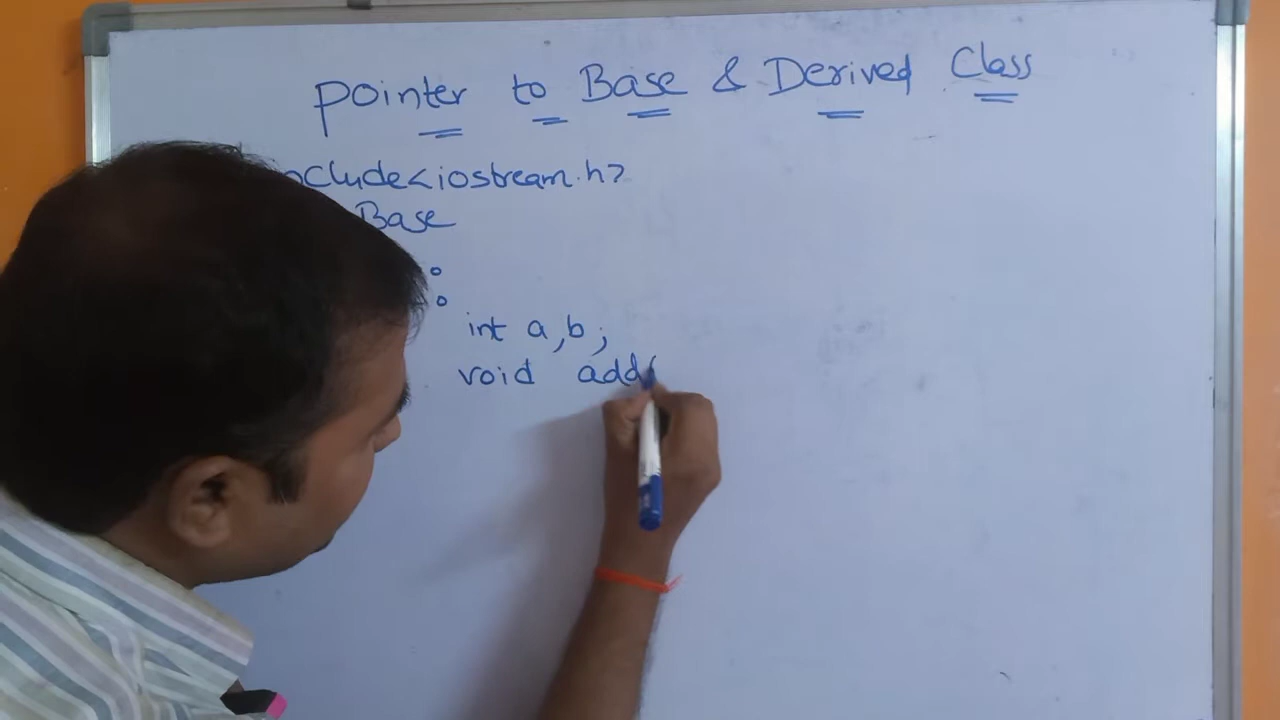 Pointer to Base & Derived Class
nclude<iostream.h>
Base
:
:
int a,b;
void add(